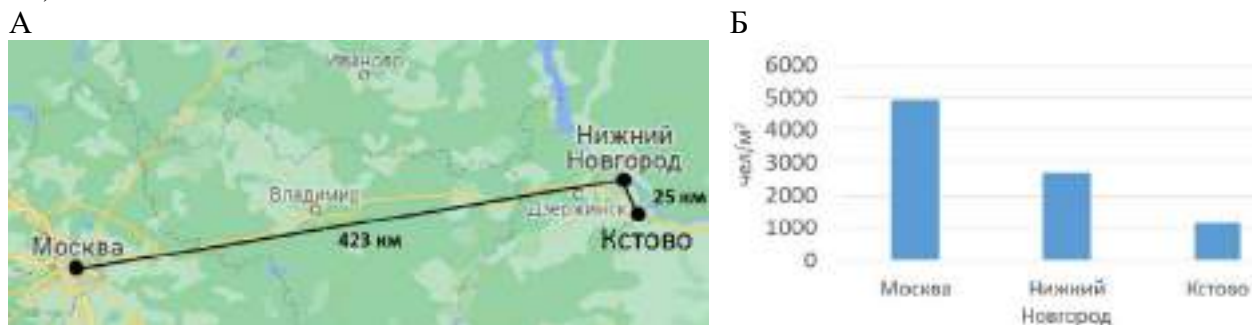 А
Иваново
Нижний
Новгород
Владимир
25 км
Дзержинск
423 км
Кстово
Москва
Б
6000
5000
4000
3000
2000
1000
0
чел/м²
Москва
Нижний
Новгород
Кстово